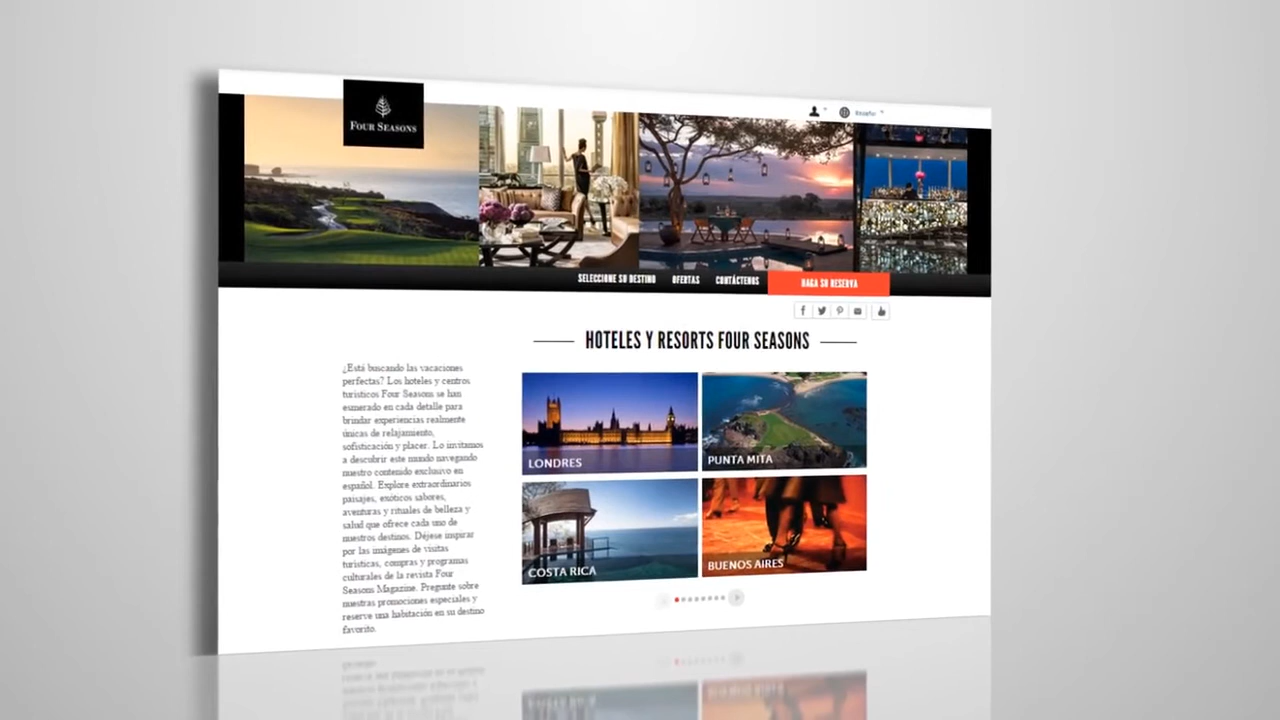 FOUR SEASONS
Reseñar
SELECCIONE SU DESTINO OFERTAS CONTÁCTENOS HAGA SU RESERVA
HOTELES Y RESORTS FOUR SEASONS
¿Está buscando las vacaciones
perfectas? Los hoteles y centros
turísticos Four Seasons se han
esmerado en cada detalle para
brindar experiencias realmente
únicas de relajamiento,
sofisticación y placer. Lo invitamos
a descubrir este mundo navegando
nuestro contenido exclusivo en
español. Explore extraordinarios
paisajes, exóticos sabores,
aventuras y rituales de belleza y
salud que ofrece cada uno de
nuestros destinos. Déjese inspirar
por las imágenes de visitas
turísticas, compras y programas
culturales de la revista Four
Seasons Magazine. Pregunte sobre
nuestras promociones especiales y
reserve una habitación en su destino
favorito.
LONDRES
PUNTA MITA
COSTA RICA
BUENOS AIRES